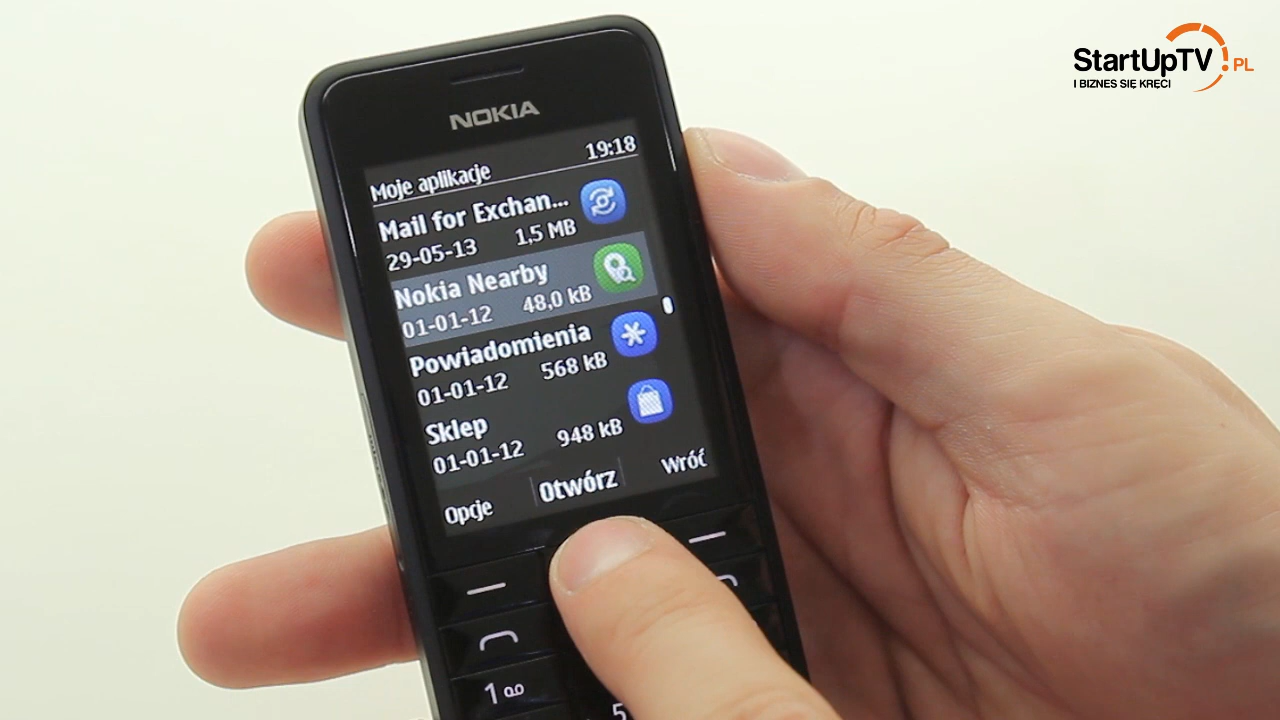 StartUpTV.PL
I BIZNES SIĘ KRĘCI
NOKIA
19:18
Moje aplikacje
Mail for Exchan...
29-05-13 1,5 MB
Nokia Nearby
01-01-12 48,0 kB
Powiadomienia
01-01-12 568 kB
Sklep
01-01-12 948 kB
Opcje Otwórz Wróć
1
5